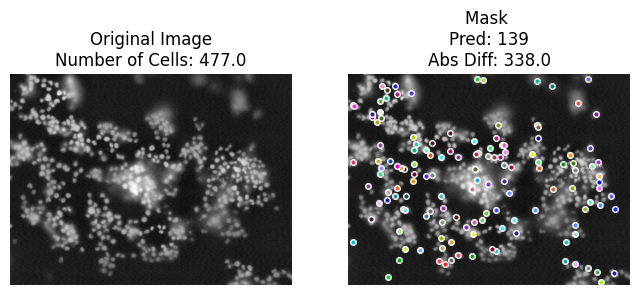 Original Image
Number of Cells: 477.0
Mask
Pred: 139
Abs Diff: 338.0